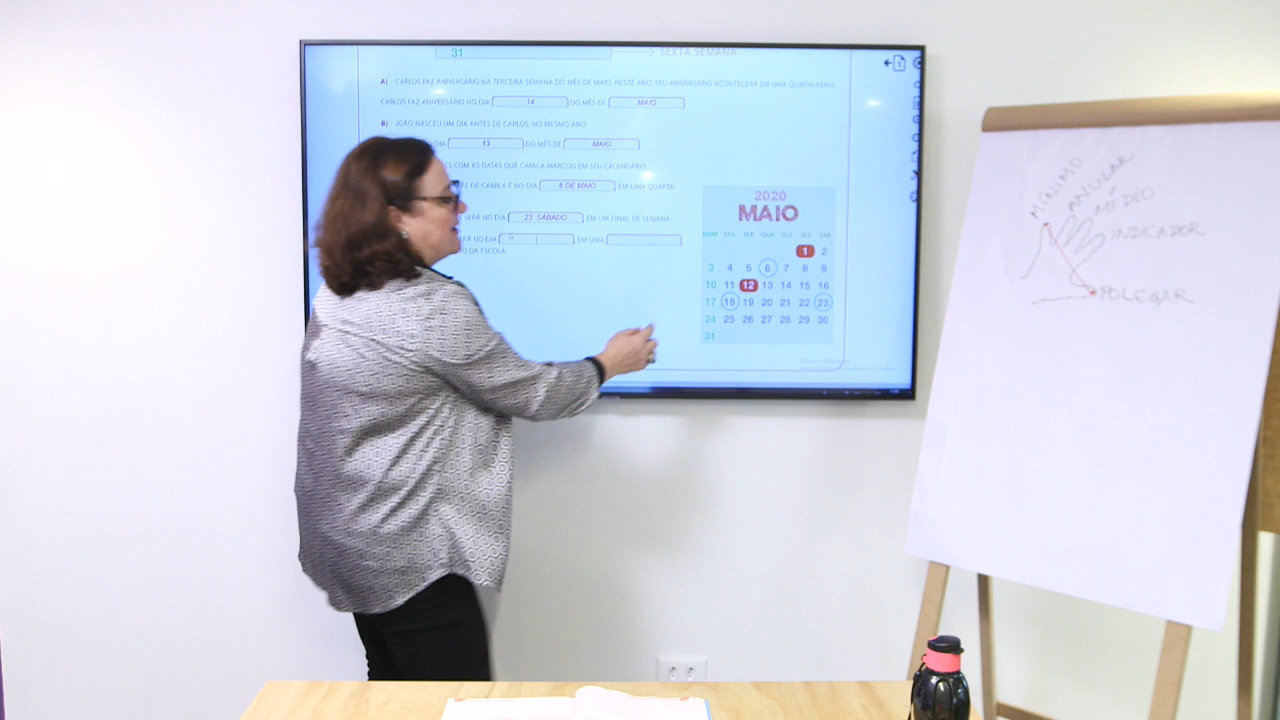 31 SEXTA SEMANA
A) CARLOS FAZ ANIVERSÁRIO NA TERCEIRA SEMANA DO MÊS DE MAIO. NESTE ANO, SEU ANIVERSÁRIO ACONTECERÁ EM UMA QUINTA-FEIRA.
CARLOS FAZ ANIVERSÁRIO NO DIA 14 DO MÊS DE MAIO
B) JOÃO NASCEU UM DIA ANTES DE CARLOS, NO MESMO ANO.
DIA 13 DO MÊS DE MAIO
COM AS DATAS QUE CAMILA MARCOU EM SEU CALENDÁRIO
DE CAMILA É NO DIA 6 DE MAIO, EM UMA QUARTA-
SERÁ NO DIA 23 SÁBADO, EM UM FINAL DE SEMANA.
NO DIA , EM UMA
DA ESCOLA.
2020
MAIO
DOM SEG TER QUA QUI SEX SAB
1 2
3 4 5 6 7 8 9
10 11 12 13 14 15 16
17 18 19 20 21 22 23
24 25 26 27 28 29 30
31
MÍNIMO
ANULAR
MÉDIO
INDICADOR
POLEGAR